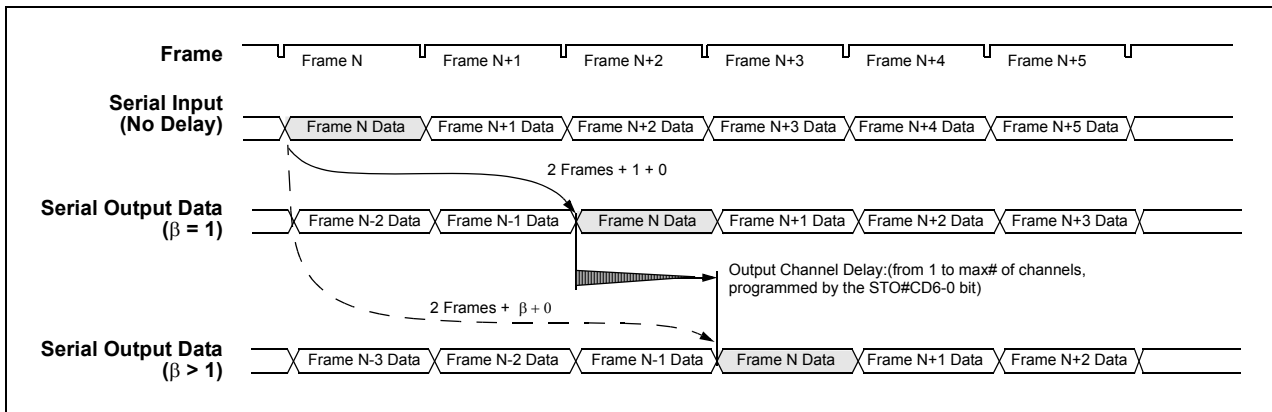 Frame
Frame N Frame N+1 Frame N+2 Frame N+3 Frame N+4 Frame N+5
Serial Input
(No Delay)
Frame N Data Frame N+1 Data Frame N+2 Data Frame N+3 Data Frame N+4 Data Frame N+5 Data
2 Frames + 1 + 0
Serial Output Data
(β = 1)
Frame N-2 Data Frame N-1 Data Frame N Data Frame N+1 Data Frame N+2 Data Frame N+3 Data
Output Channel Delay:(from 1 to max# of channels,
programmed by the STO#CD6-0 bit)
2 Frames + β + 0
Serial Output Data
(β > 1)
Frame N-3 Data Frame N-2 Data Frame N-1 Data Frame N Data Frame N+1 Data Frame N+2 Data